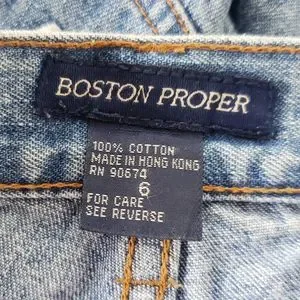 BOSTON PROPER
100% COTTON
MADE IN HONG KONG
RN 90674
6
FOR CARE
SEE REVERSE